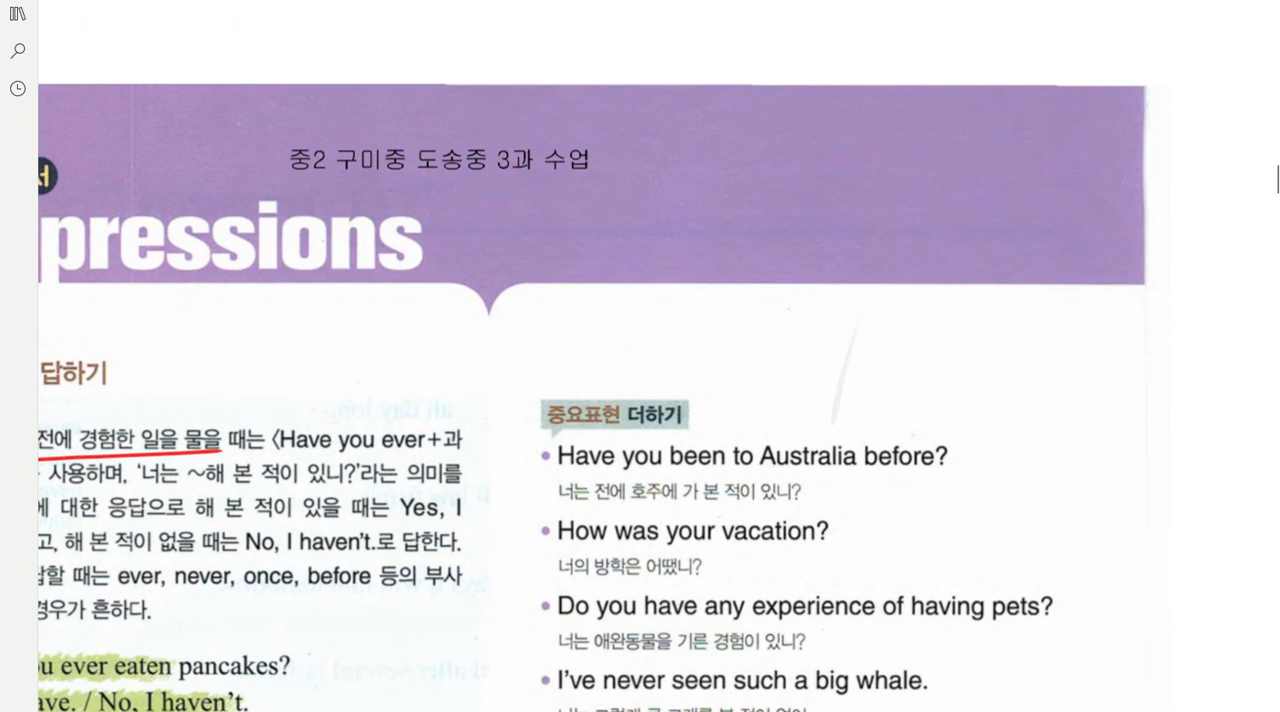 중2 구미중 도송중 3과 수업
서
pressions
답하기
전에 경험한 일을 물을 때는 〈Have you ever+과
사용하며, ‘너는 ~해 본 적이 있니?’라는 의미를
에 대한 응답으로 해 본 적이 있을 때는 Yes, I
고, 해 본 적이 없을 때는 No, I haven't.로 답한다.
답할 때는 ever, never, once, before 등의 부사
경우가 흔하다.
u ever eaten pancakes?
ave. / No, I haven't.
중요표현 더하기
• Have you been to Australia before?
너는 전에 호주에 가 본 적이 있니?
• How was your vacation?
너의 방학은 어땠니?
• Do you have any experience of having pets?
너는 애완동물을 기른 경험이 있니?
• I've never seen such a big whale.